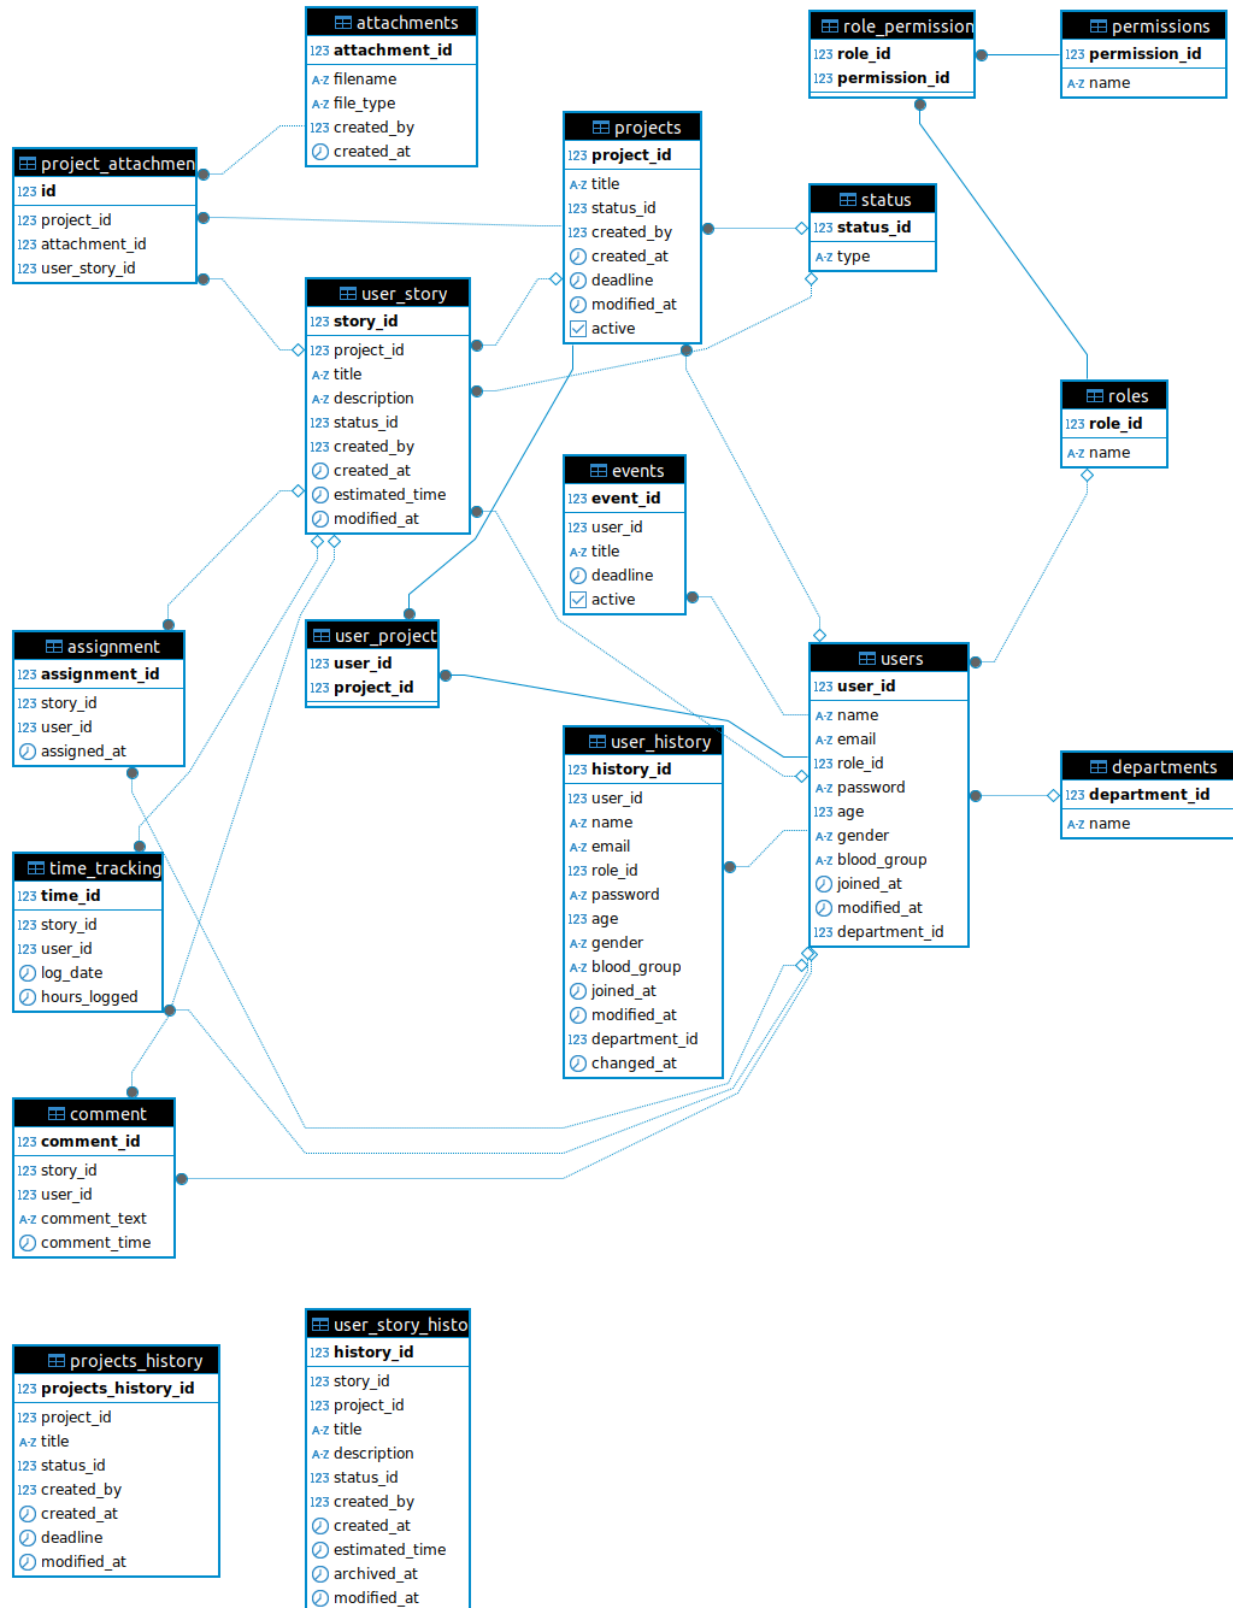 attachments
123 attachment_id
A-Z filename
A-Z file_type
123 created_by
created_at
role_permission
123 role_id
123 permission_id
permissions
123 permission_id
A-Z name
project_attachmen
123 id
123 project_id
123 attachment_id
123 user_story_id
projects
123 project_id
A-Z title
123 status_id
123 created_by
created_at
deadline
modified_at
active
status
123 status_id
A-Z type
user_story
123 story_id
123 project_id
A-Z title
A-Z description
123 status_id
123 created_by
created_at
estimated_time
modified_at
roles
123 role_id
A-Z name
events
123 event_id
123 user_id
A-Z title
deadline
active
assignment
123 assignment_id
123 story_id
123 user_id
assigned_at
user_project
123 user_id
123 project_id
users
123 user_id
A-Z name
A-Z email
123 role_id
A-Z password
123 age
A-Z gender
A-Z blood_group
joined_at
modified_at
123 department_id
user_history
123 history_id
123 user_id
A-Z name
A-Z email
123 role_id
A-Z password
123 age
A-Z gender
A-Z blood_group
joined_at
modified_at
123 department_id
changed_at
departments
123 department_id
A-Z name
time_tracking
123 time_id
123 story_id
123 user_id
log_date
hours_logged
comment
123 comment_id
123 story_id
123 user_id
A-Z comment_text
comment_time
projects_history
123 projects_history_id
123 project_id
A-Z title
123 status_id
123 created_by
created_at
deadline
modified_at
user_story_histo
123 history_id
123 story_id
123 project_id
A-Z title
A-Z description
123 status_id
123 created_by
created_at
estimated_time
archived_at
modified_at